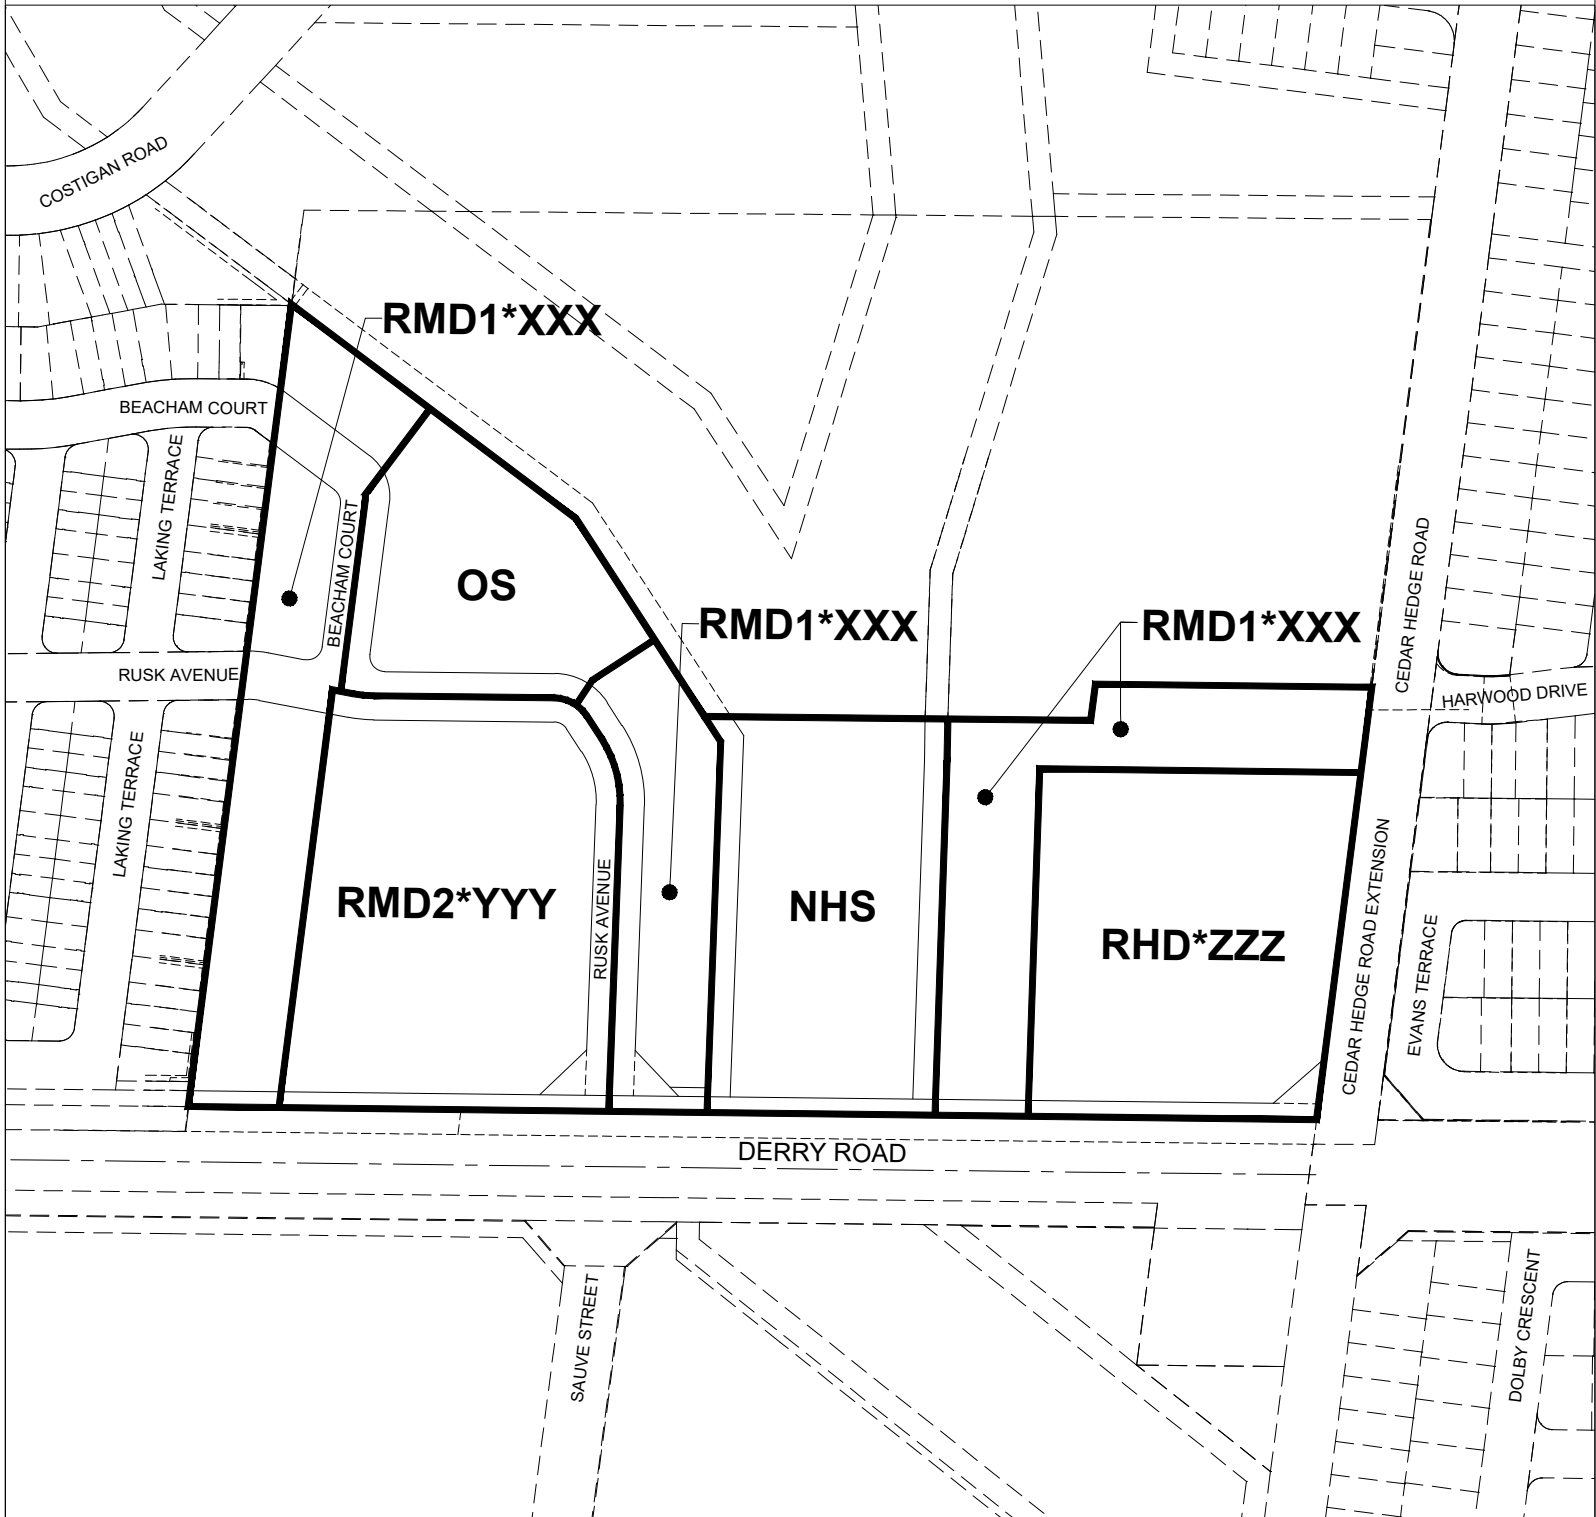 COSTIGAN ROAD
RMD1*XXX
BEACHAM COURT
LAKING TERRACE
BEACHAM COURT
OS
CEDAR HEDGE ROAD
RMD1*XXX
RMD1*XXX
RUSK AVENUE
HARWOOD DRIVE
LAKING TERRACE
RMD2*YYY
RUSK AVENUE
NHS
RHD*ZZZ
CEDAR HEDGE ROAD EXTENSION
EVANS TERRACE
DERRY ROAD
SAUVE STREET
DOLBY CRESCENT